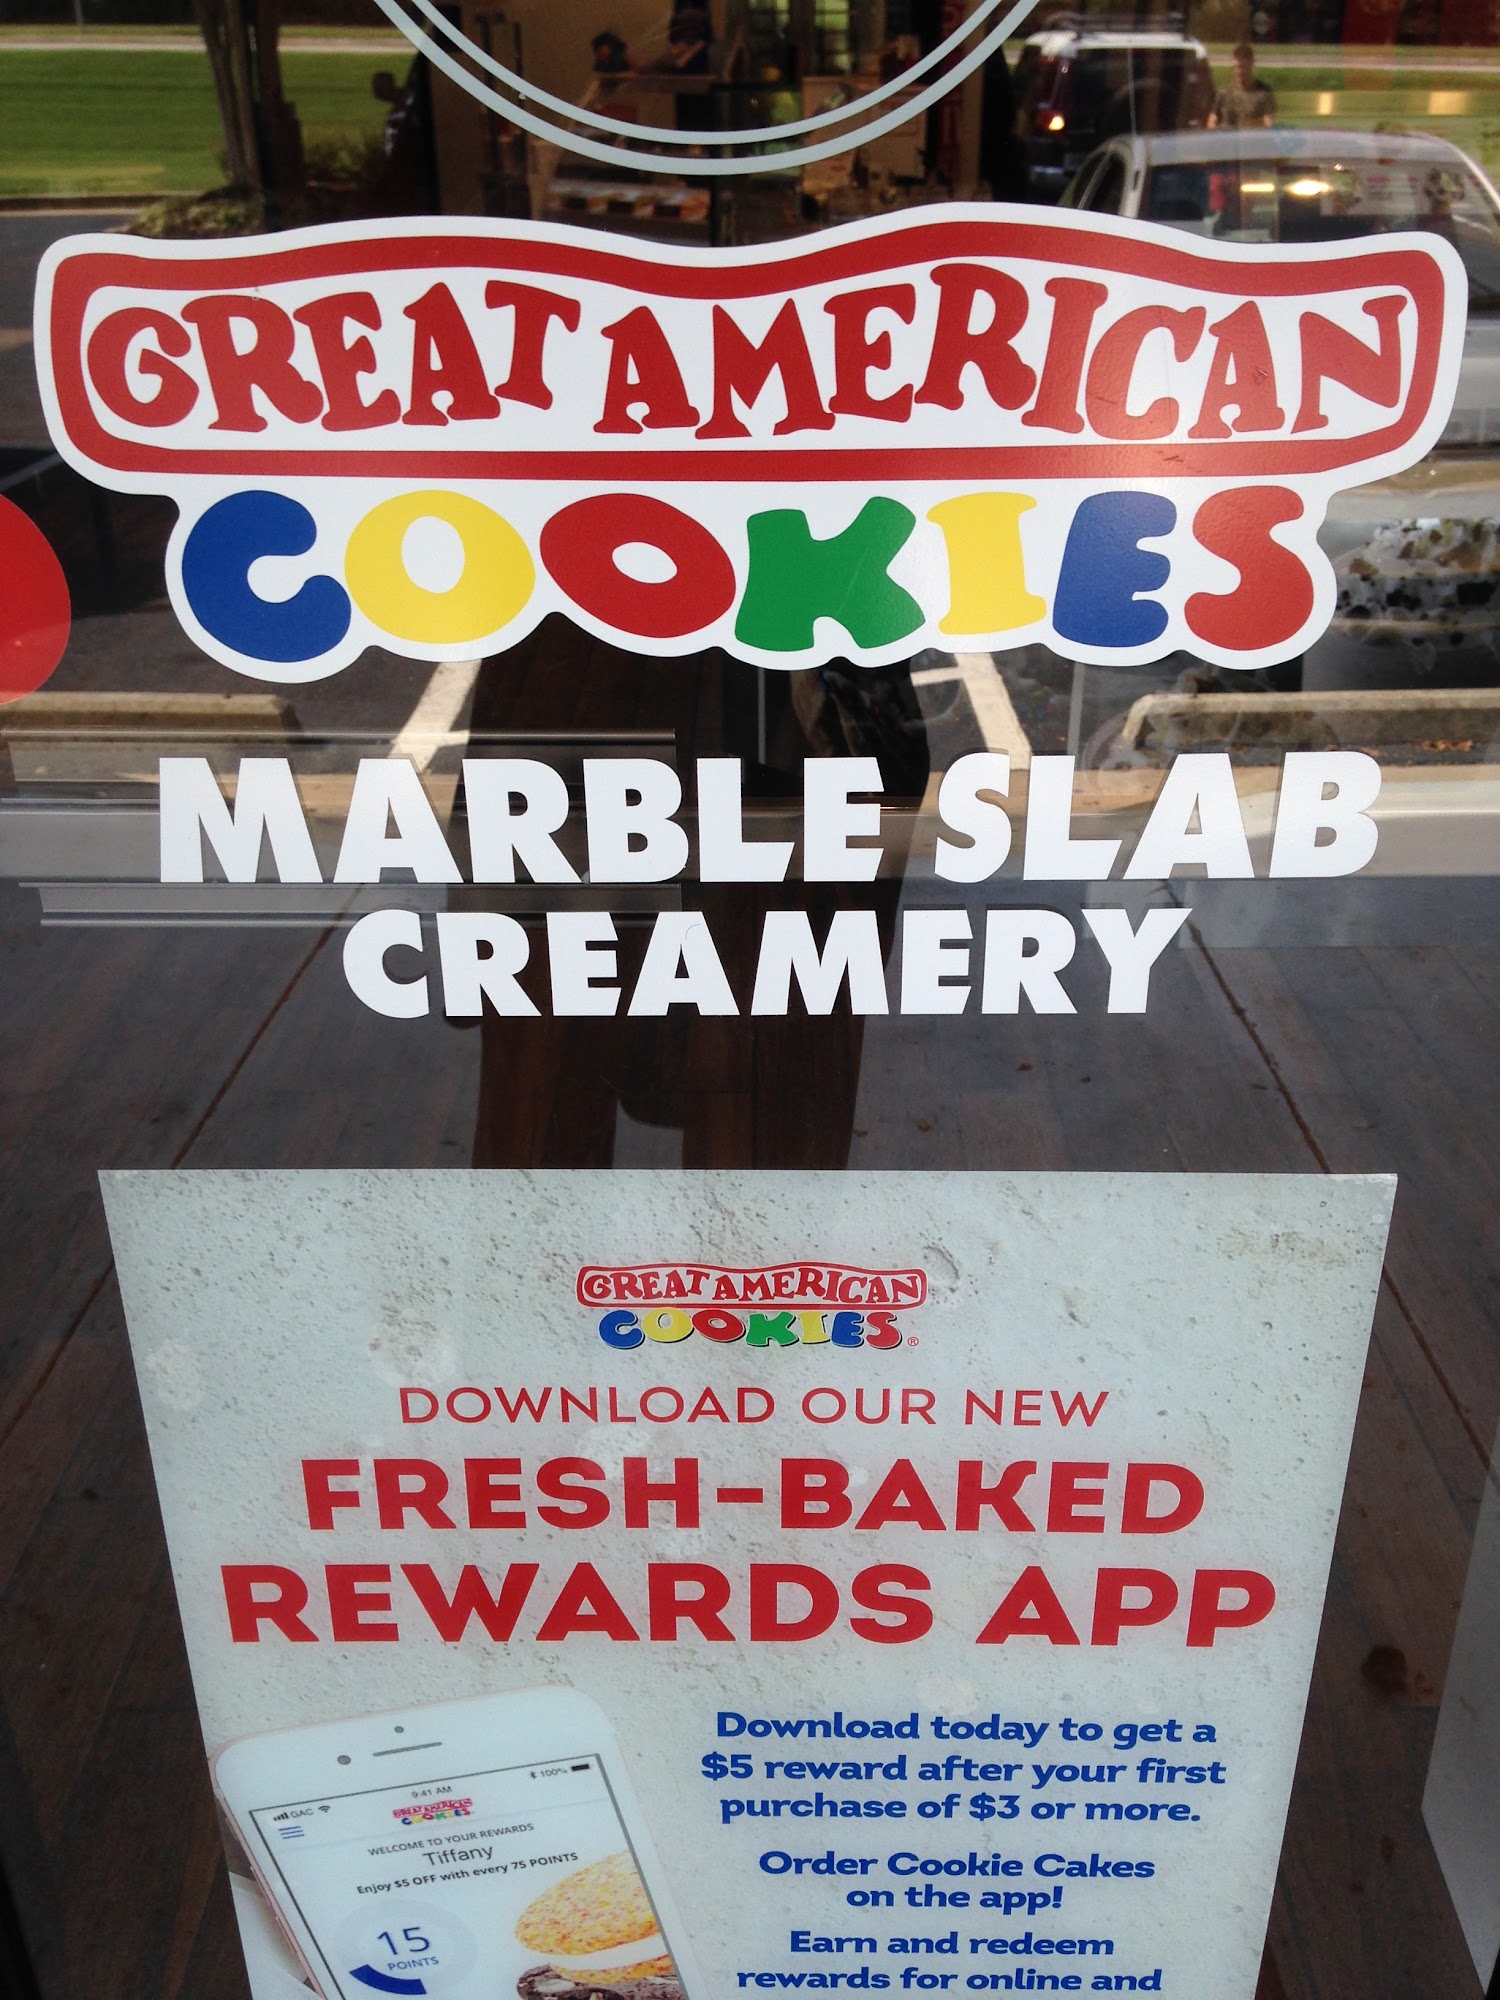 GREAT AMERICAN
COOKIES
MARBLE SLAB
CREAMERY
GREAT AMERICAN
COOKIES®
DOWNLOAD OUR NEW
FRESH-BAKED
REWARDS APP
Download today to get a
$5 reward after your first
purchase of $3 or more.
Order Cookie Cakes
on the app!
Earn and redeem
rewards for online and
GAC 9:41 AM 100%
GREAT AMERICAN
COOKIES
WELCOME TO YOUR REWARDS
Tiffany
Enjoy $5 OFF with every 75 POINTS
15
POINTS